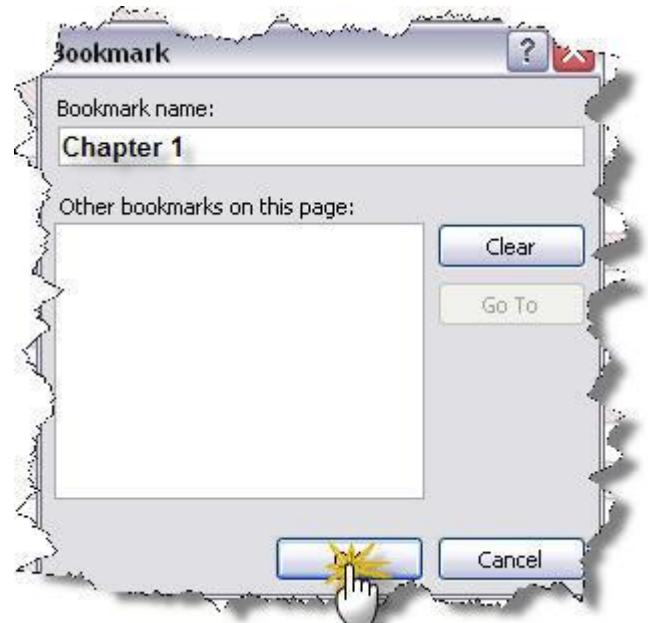 Bookmark
Bookmark name:
Chapter 1
Other bookmarks on this page:
Clear
Go To
Cancel